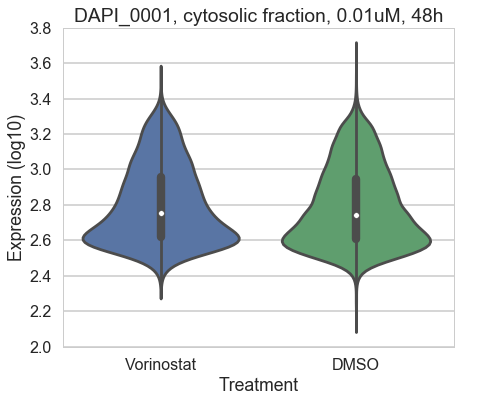 DAPI_0001, cytosolic fraction, 0.01uM, 48h
Expression (log10)
3.8
3.6
3.4
3.2
3.0
2.8
2.6
2.4
2.2
2.0
Vorinostat DMSO
Treatment